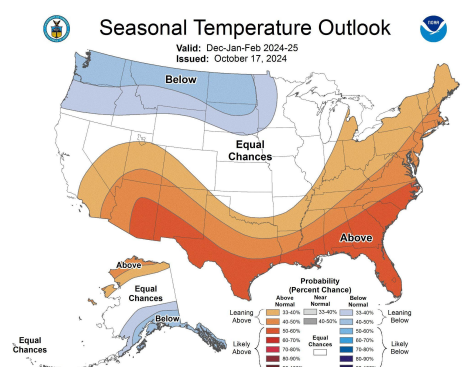 Seasonal Temperature Outlook
Valid: Dec-Jan-Feb 2024-25
Issued: October 17, 2024
NOAA
Below
Equal
Chances
Above
Above
Equal
Chances
Below
Equal
Chances
Probability
(Percent Chance)
Above
Normal
Near
Normal
Below
Normal
Leaning
Above
33-40%
40-50%
33-40%
40-50%
33-40%
40-50%
Leaning
Below
Likely
Above
50-60%
60-70%
70-80%
80-90%
Equal
Chances
50-60%
60-70%
70-80%
80-90%
Likely
Below